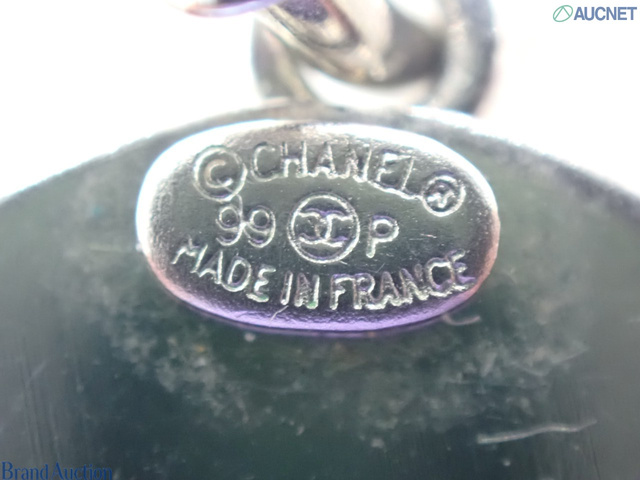 AUCNET
©CHANEL®
99 P
MADE IN FRANCE
Brand Auction